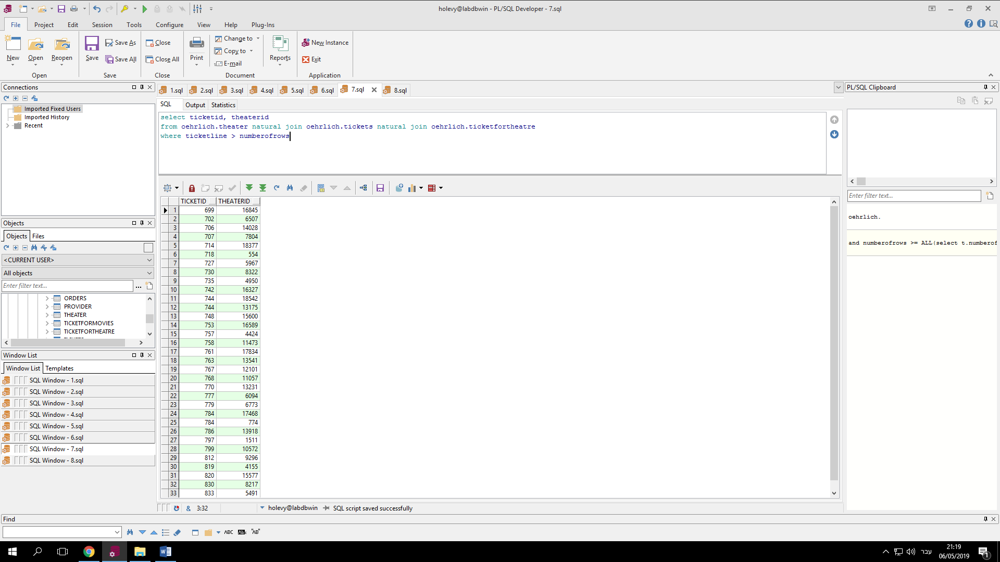 holevy@labdbwin - PL/SQL Developer - 7.sql
File Project Edit Session Tools Configure View Help Plug-Ins
New Open Reopen Save Save As Save All Close Close All Print Change to Copy to E-mail Reports New Instance Exit
Open Save Close Document Application
Connections
Imported Fixed Users
Imported History
Recent
Objects
Objects Files
<CURRENT USER>
All objects
Enter filter text...
ORDERS
PROVIDER
THEATER
TICKETFORMOVIES
TICKETFORTHEATRE
Window List
Window List Templates
SQL Window - 1.sql
SQL Window - 2.sql
SQL Window - 3.sql
SQL Window - 4.sql
SQL Window - 5.sql
SQL Window - 6.sql
SQL Window - 7.sql
SQL Window - 8.sql
1.sql 2.sql 3.sql 4.sql 5.sql 6.sql 7.sql 8.sql
SQL Output Statistics
select ticketid, theaterid
from oehrlich.theater natural join oehrlich.tickets natural join oehrlich.ticketfortheatre
where ticketline > numberofrows
TICKETID THEATERID
1 699 16845
2 702 6507
3 706 14028
4 707 7804
5 714 18377
6 718 554
7 727 5967
8 730 8322
9 735 4950
10 742 16327
11 744 18542
12 744 13175
13 748 15600
14 753 16589
15 757 4424
16 758 11473
17 761 17834
18 763 13541
19 767 12101
20 768 11057
21 770 13231
22 777 6094
23 779 6773
24 784 17468
25 784 774
26 786 13918
27 797 1511
28 799 10572
29 812 9296
30 819 4155
31 820 15577
32 830 8217
33 833 5491
& 3:32 holevy@labdbwin SQL script saved successfully
PL/SQL Clipboard
Enter filter text...
oehrlich.
and numberofrows >= ALL(select t.numberof
Find
ABC AB "AB"
עבר
21:19
06/05/2019
1